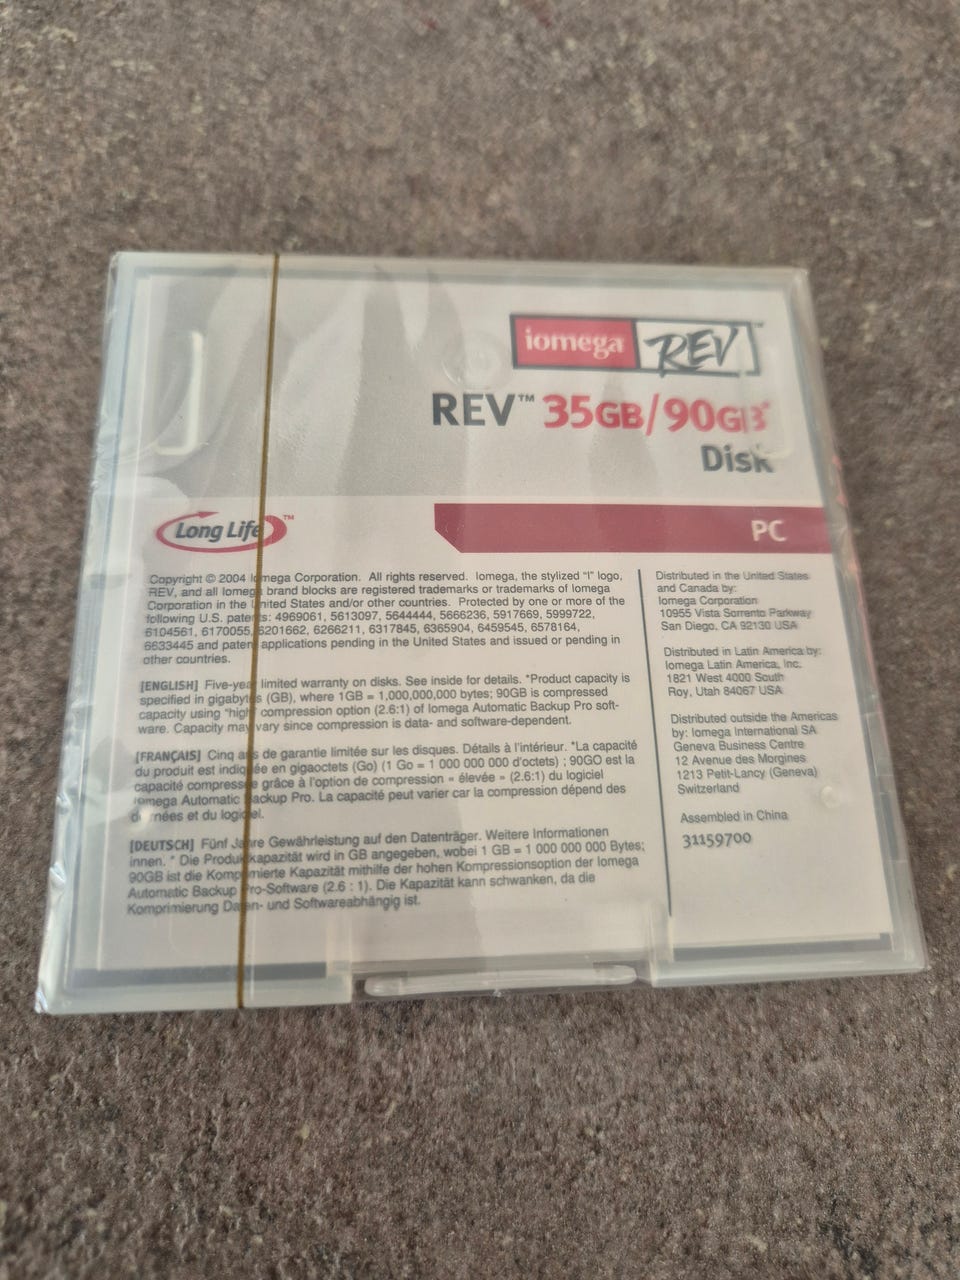 iomega REV™
REV™ 35GB/90GB*
Disk
Long Life™
PC
Copyright © 2004 Iomega Corporation. All rights reserved. Iomega, the stylized "I" logo,
REV, and all Iomega brand blocks are registered trademarks or trademarks of Iomega
Corporation in the United States and/or other countries. Protected by one or more of the
following U.S. patents: 4969061, 5613097, 5644444, 5666236, 5917669, 5999722,
6104561, 6170055, 6201662, 6266211, 6317845, 6365904, 6459545, 6578164,
6633445 and patent applications pending in the United States and issued or pending in
other countries.
[ENGLISH] Five-year limited warranty on disks. See inside for details. *Product capacity is
specified in gigabytes (GB), where 1GB = 1,000,000,000 bytes; 90GB is compressed
capacity using "high" compression option (2.6:1) of Iomega Automatic Backup Pro soft-
ware. Capacity may vary since compression is data- and software-dependent.
[FRANÇAIS] Cinq ans de garantie limitée sur les disques. Détails à l'intérieur. *La capacité
du produit est indiquée en gigaoctets (Go) (1 Go = 1 000 000 000 d'octets) ; 90GO est la
capacité compressée grâce à l'option de compression « élevée » (2.6:1) du logiciel
Iomega Automatic Backup Pro. La capacité peut varier car la compression dépend des
données et du logiciel.
[DEUTSCH] Fünf Jahre Gewährleistung auf den Datenträger. Weitere Informationen
innen. * Die Produktkapazität wird in GB angegeben, wobei 1 GB = 1 000 000 000 Bytes;
90GB ist die Komprimierte Kapazität mithilfe der hohen Kompressionsoption der Iomega
Automatic Backup Pro-Software (2.6 : 1). Die Kapazität kann schwanken, da die
Komprimierung Daten- und Softwareabhängig ist.
Distributed in the United States
and Canada by:
Iomega Corporation
10955 Vista Sorrento Parkway
San Diego, CA 92130 USA
Distributed in Latin America by:
Iomega Latin America, Inc.
1821 West 4000 South
Roy, Utah 84067 USA
Distributed outside the Americas
by: Iomega International SA
Geneva Business Centre
12 Avenue des Morgines
1213 Petit-Lancy (Geneva)
Switzerland
Assembled in China
31159700